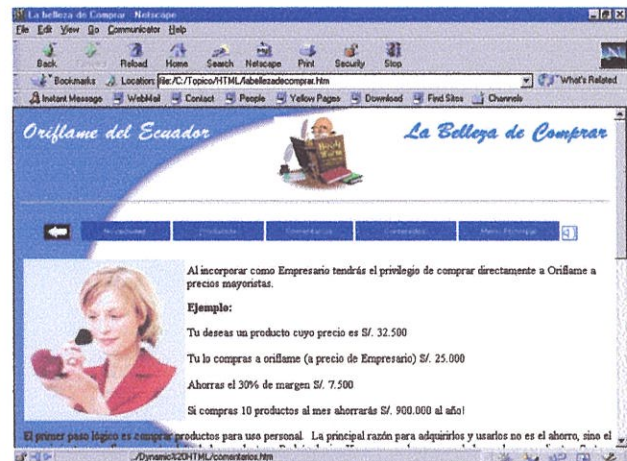 La belleza de Comprar - Netscape
File Edit View Go Communicator Help
Back Reload Home Search Netscape Print Security Stop
Bookmarks Location: file:/C:/Topico/HTML/labellezadecomprar.htm What's Related
Instant Message WebMail Contact People Yellow Pages Download Find Sites Channels
Oriflame del Ecuador
La Belleza de Comprar
Productos Comentarios Menú Principal
Al incorporar como Empresario tendrás el privilegio de comprar directamente a Oriflame a
precios mayoristas.
Ejemplo:
Tu deseas un producto cuyo precio es S/. 32.500
Tu lo compras a oriflame (a precio de Empresario) S/. 25.000
Ahorras el 30% de margen S/. 7.500
Si compras 10 productos al mes ahorrarás S/. 900.000 al año!
El primer paso lógico es comprar productos para uso personal. La principal razón para adquirirlos y usarlos no es el ahorro, sino el
../Dynamic%20HTML/comentarios.htm